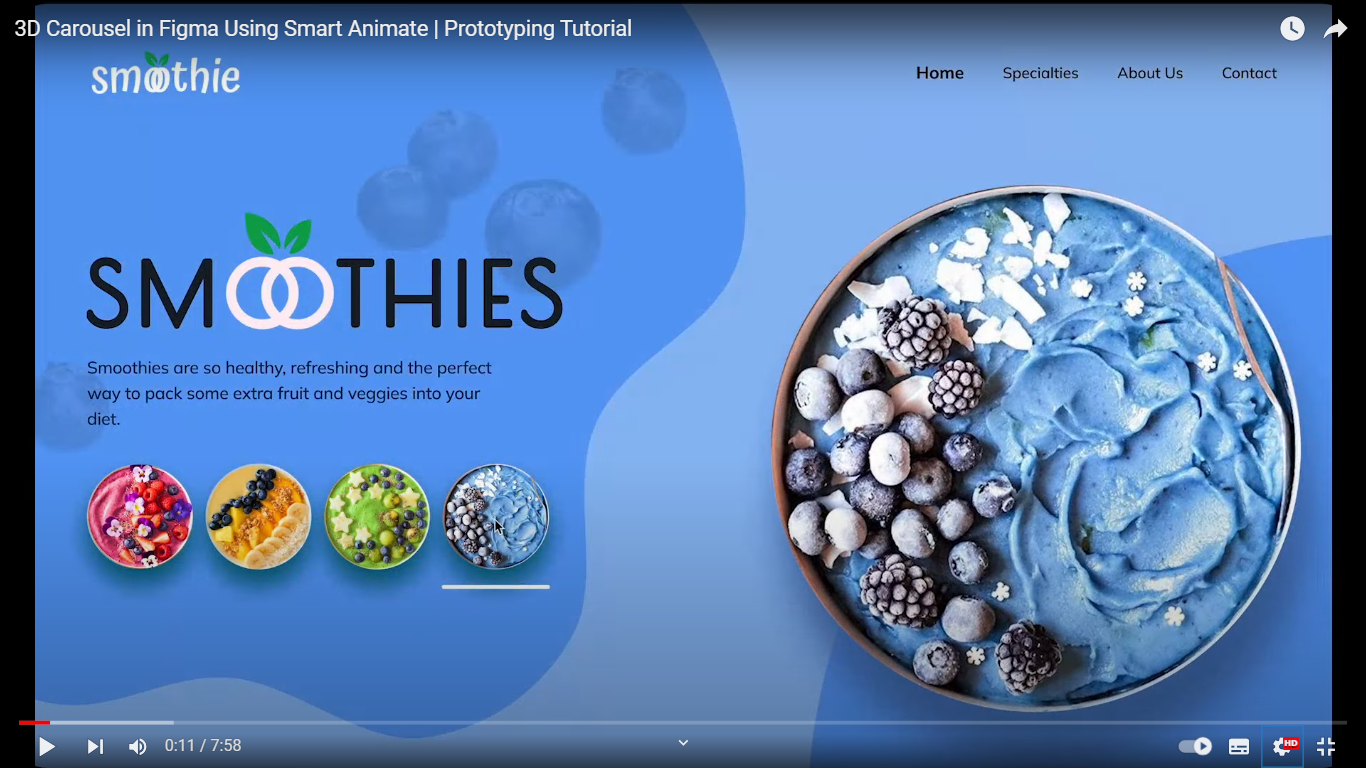 3D Carousel in Figma Using Smart Animate | Prototyping Tutorial
smoothie
Home
Specialties
About Us
Contact
SMOOTHIES
Smoothies are so healthy, refreshing and the perfect
way to pack some extra fruit and veggies into your
diet.
0:11 / 7:58
HD